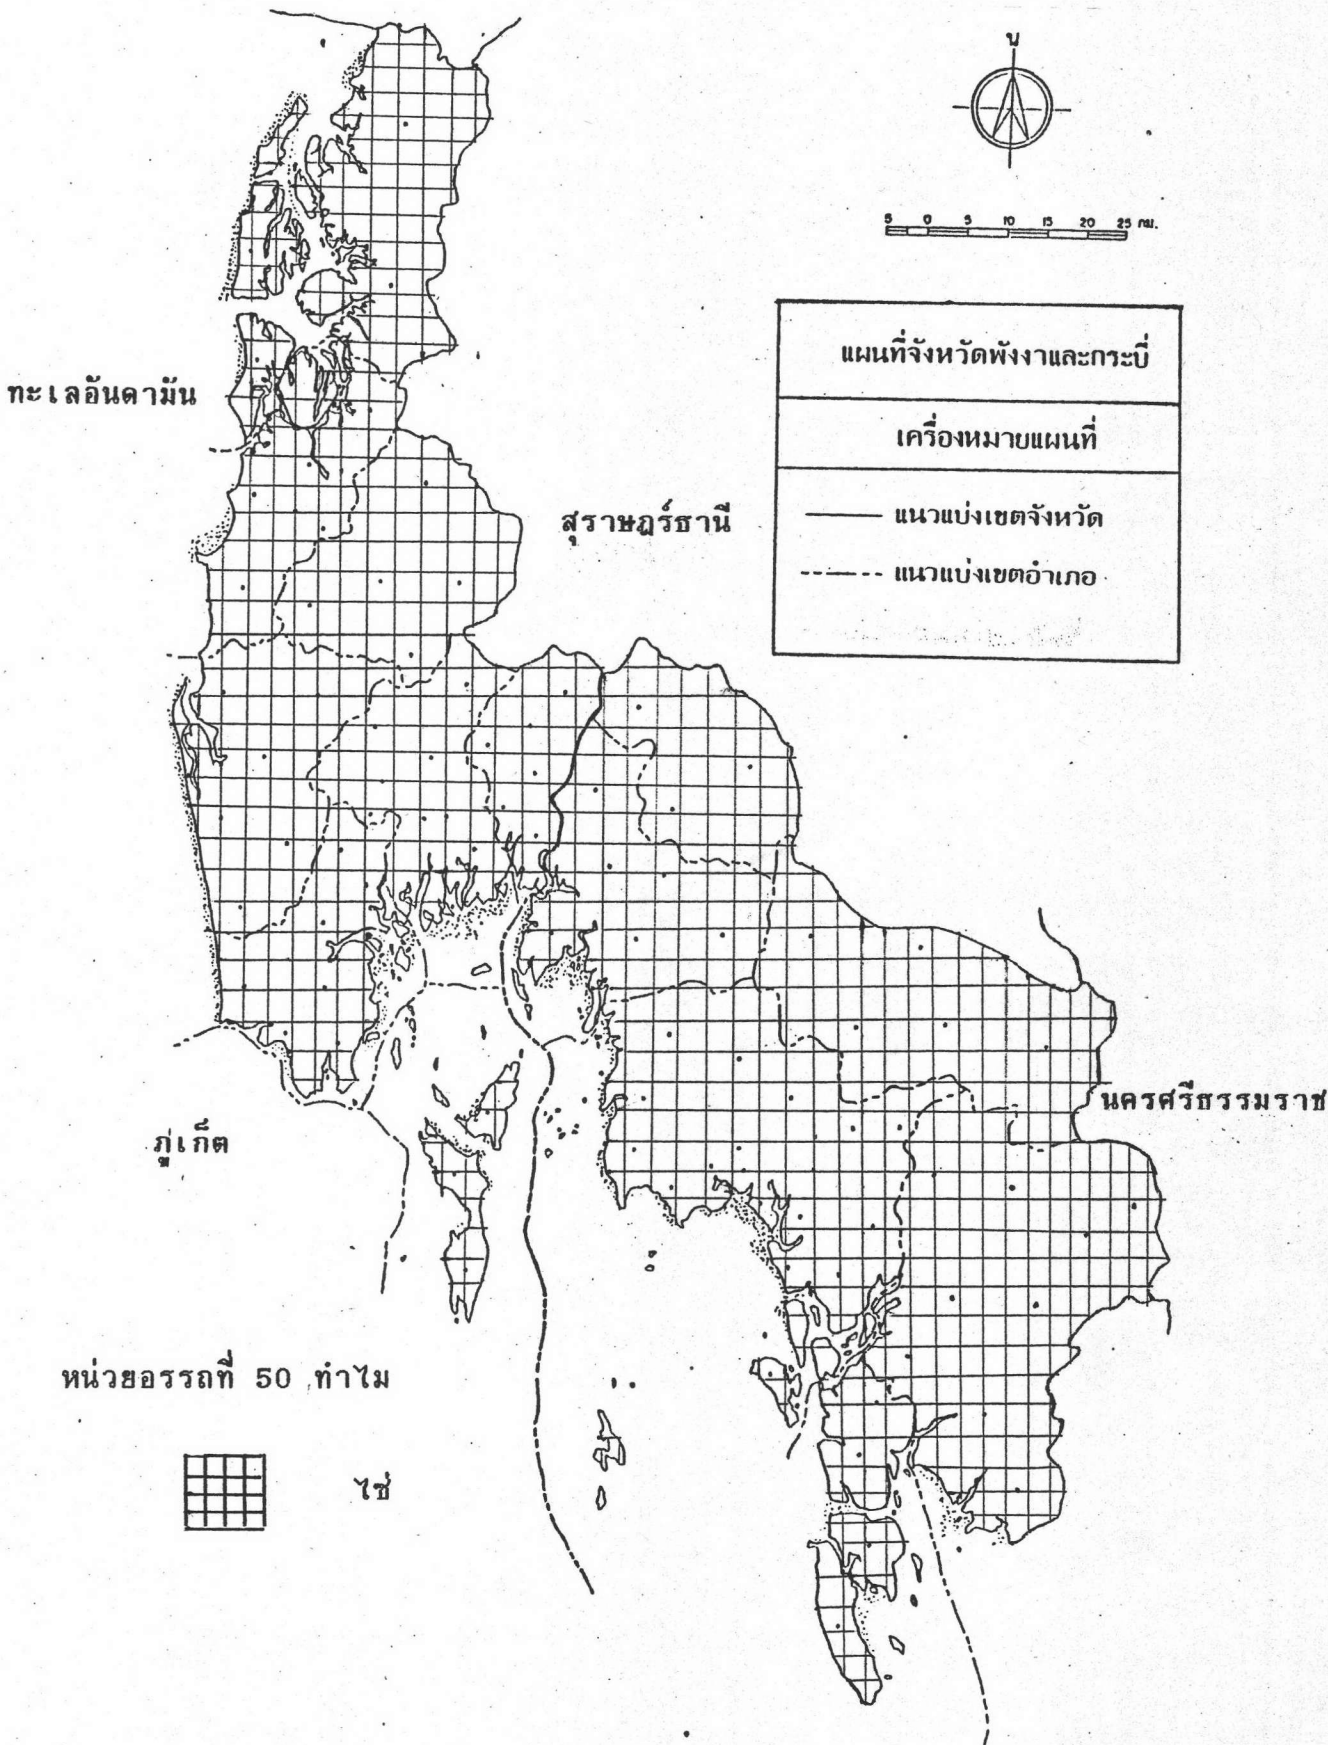 น
5 0 5 10 15 20 25 กม.
แผนที่จังหวัดพังงาและกระบี่
เครื่องหมายแผนที่
แนวแบ่งเขตจังหวัด
แนวแบ่งเขตอำเภอ
ทะเลอันดามัน
สุราษฎร์ธานี
นครศรีธรรมราช
ภูเก็ต
หน่วยอรรถที่ 50 ทำไม
ไซ่